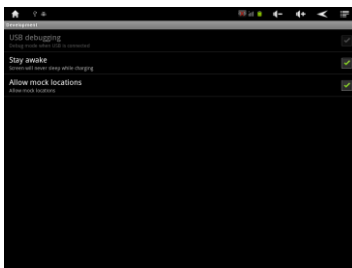 Development
USB debugging
Debug mode when USB is connected
Stay awake
Screen will never sleep while charging
Allow mock locations
Allow mock locations